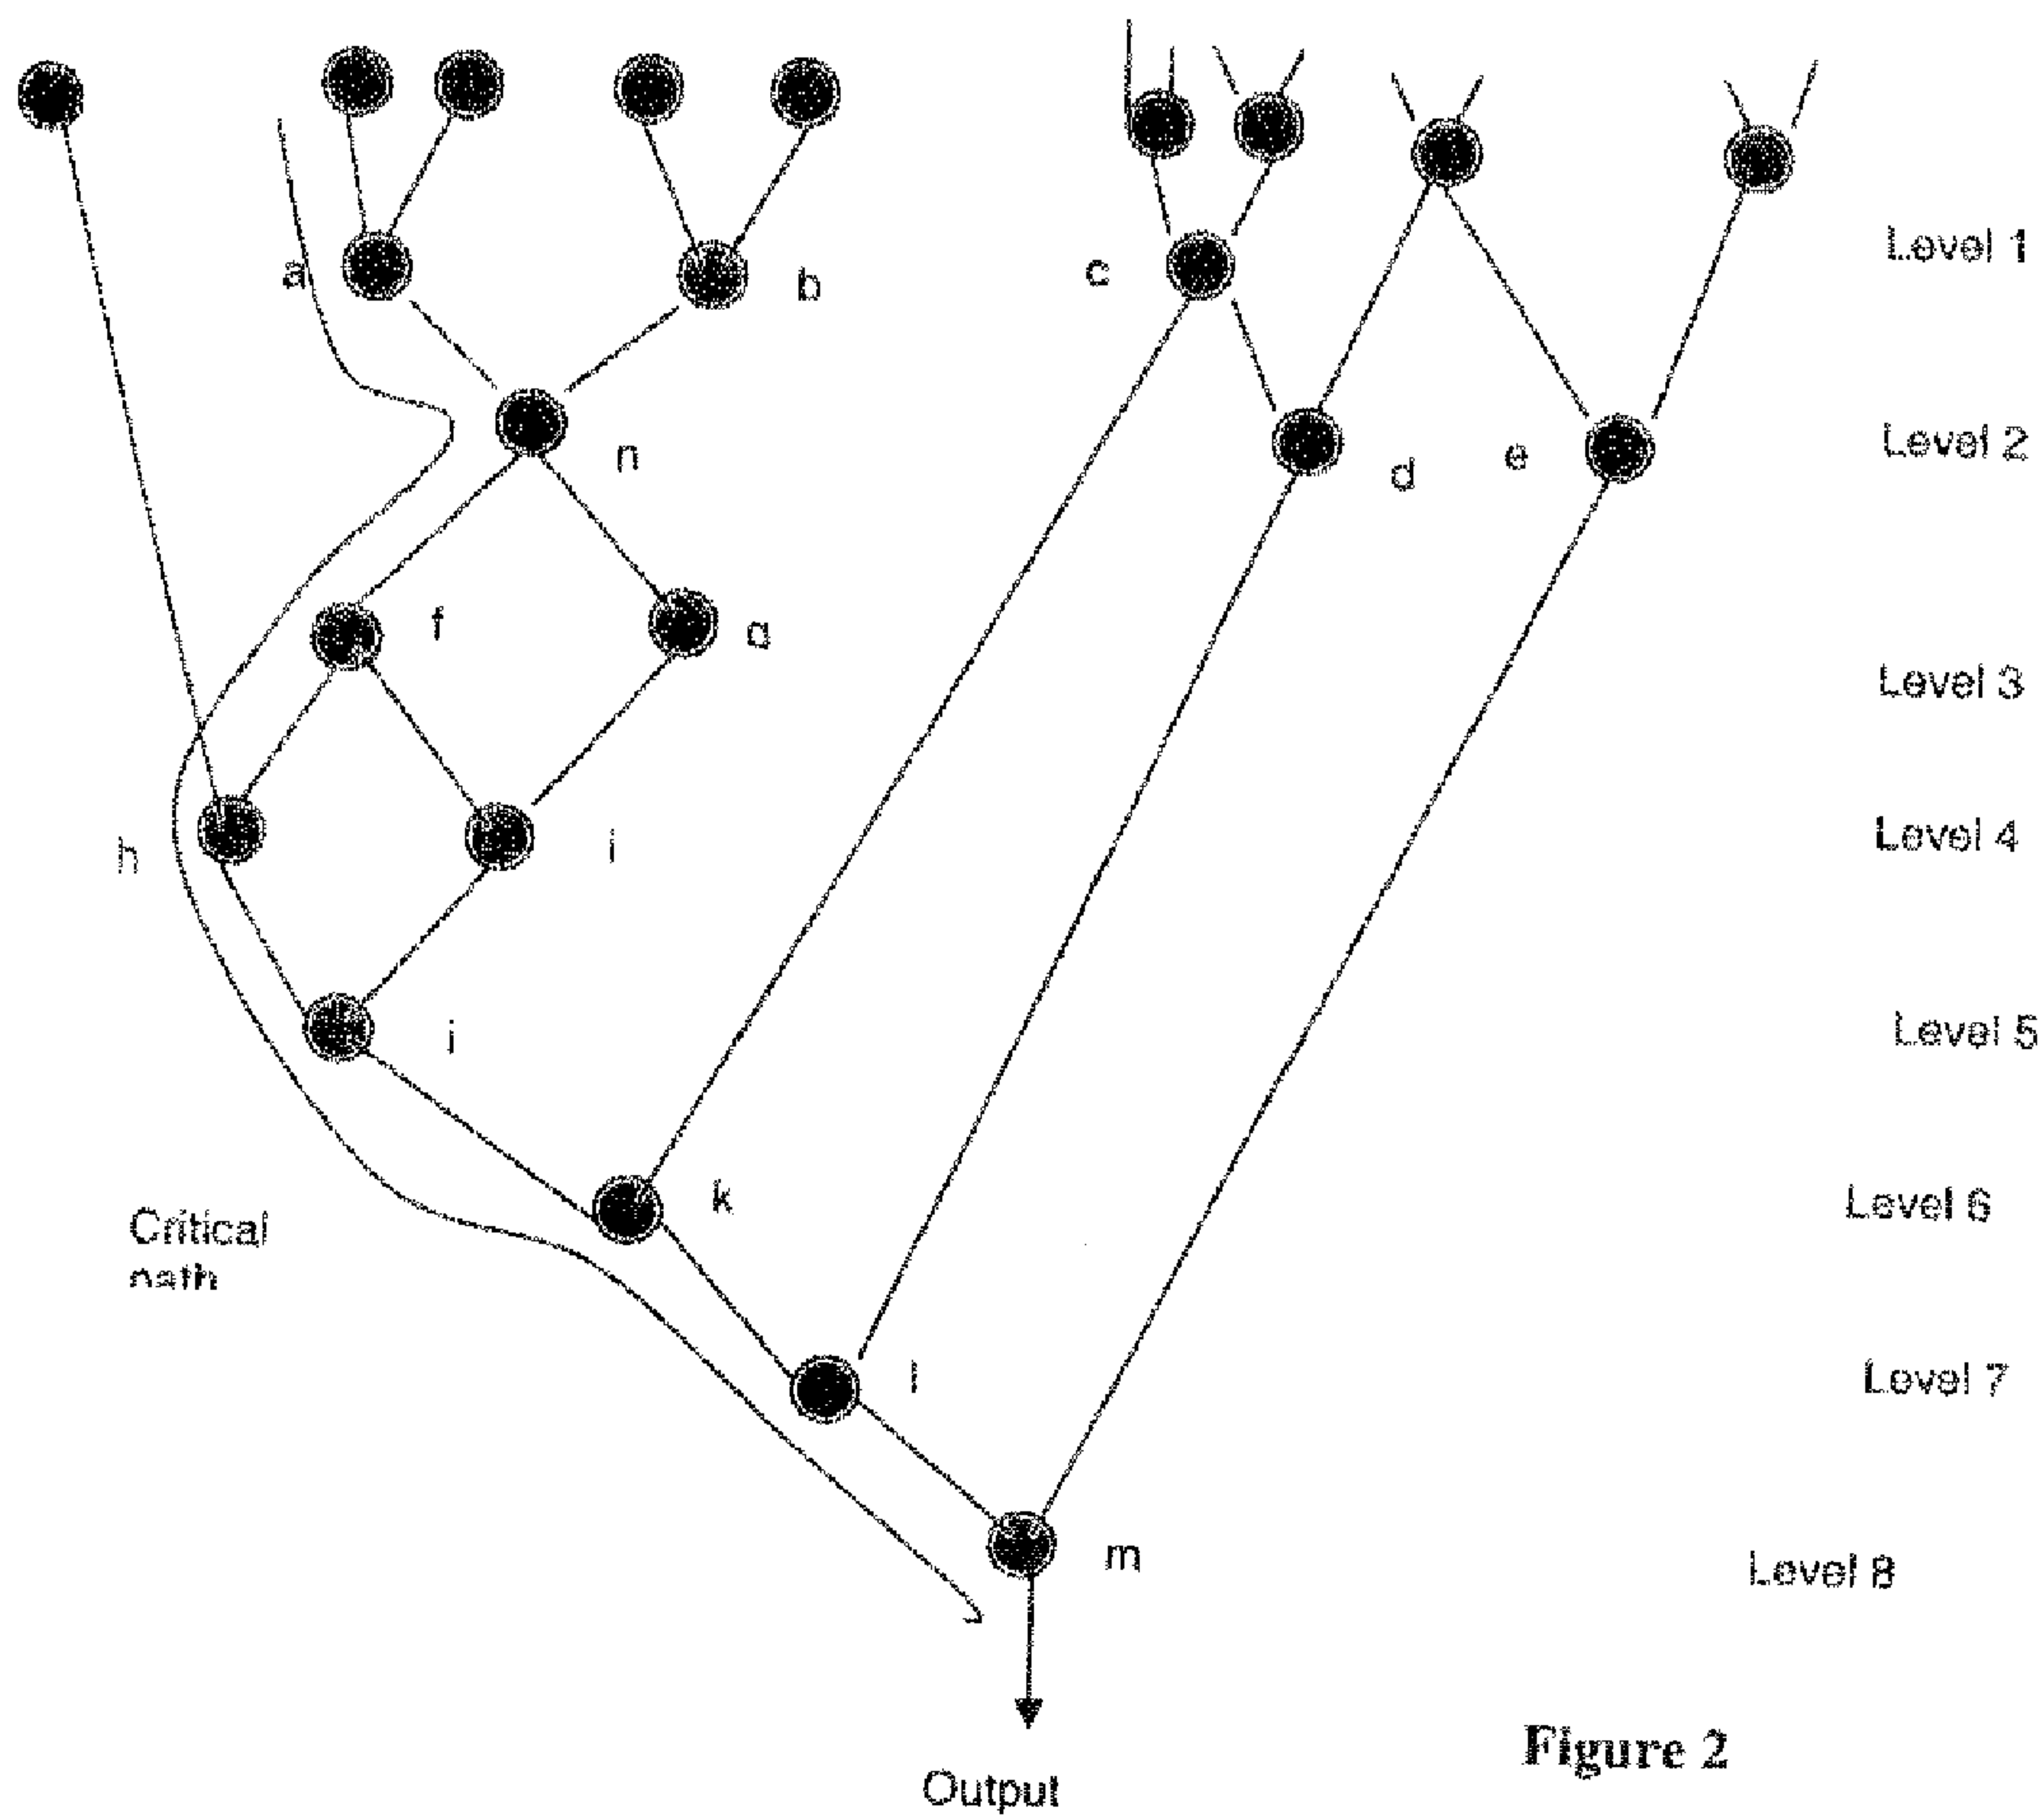 Level 1
a
b
c
Level 2
n
d
e
f
g
Level 3
h
i
Level 4
i
Level 5
k
Level 6
Critical
path
l
Level 7
m
Level 8
Output
Figure 2